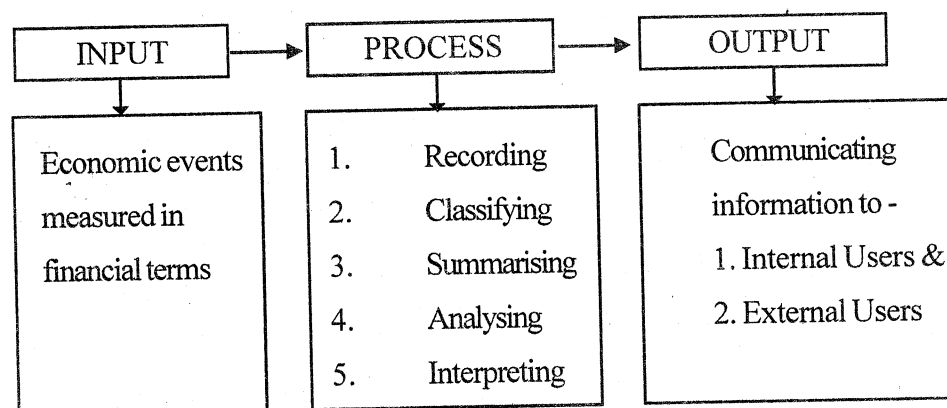 INPUT
PROCESS
OUTPUT
Economic events
measured in
financial terms
1. Recording
2. Classifying
3. Summarising
4. Analysing
5. Interpreting
Communicating
information to -
1. Internal Users &
2. External Users